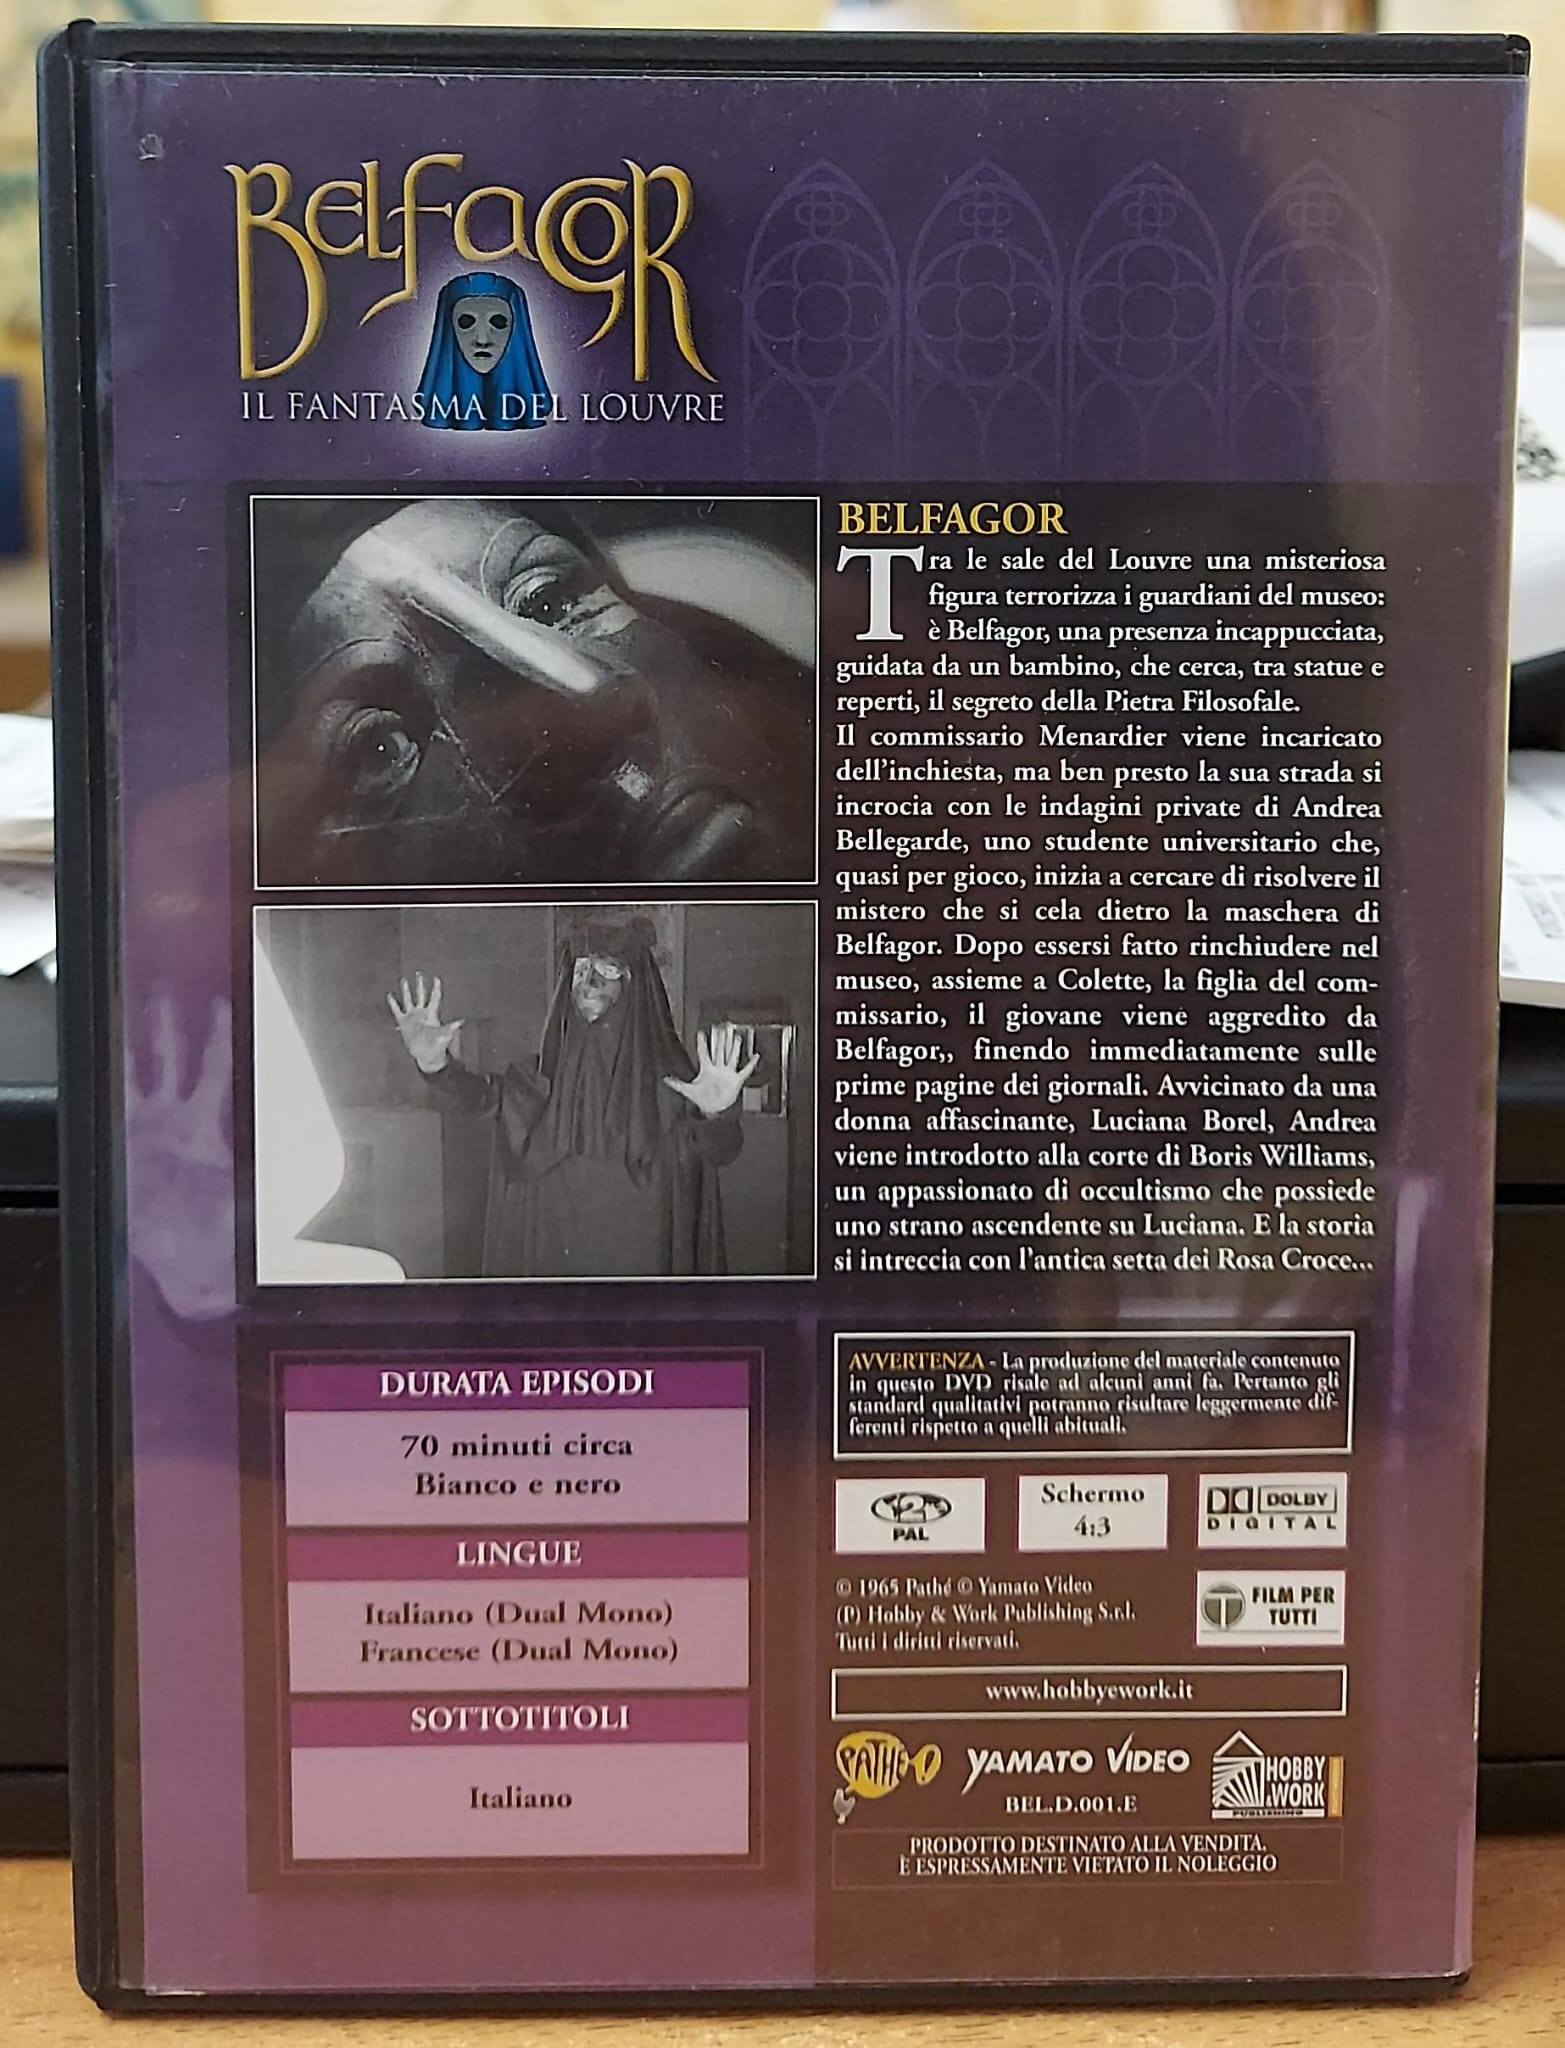 BELFAGOR
IL FANTASMA DEL LOUVRE
BELFAGOR
Tra le sale del Louvre una misteriosa
figura terrorizza i guardiani del museo:
è Belfagor, una presenza incappucciata,
guidata da un bambino, che cerca, tra statue e
reperti, il segreto della Pietra Filosofale.
Il commissario Menardier viene incaricato
dell'inchiesta, ma ben presto la sua strada si
incrocia con le indagini private di Andrea
Bellegarde, uno studente universitario che,
quasi per gioco, inizia a cercare di risolvere il
mistero che si cela dietro la maschera di
Belfagor. Dopo essersi fatto rinchiudere nel
museo, assieme a Colette, la figlia del com-
missario, il giovane viene aggredito da
Belfagor,, finendo immediatamente sulle
prime pagine dei giornali. Avvicinato da una
donna affascinante, Luciana Borel, Andrea
viene introdotto alla corte di Boris Williams,
un appassionato di occultismo che possiede
uno strano ascendente su Luciana. E la storia
si intreccia con l'antica setta dei Rosa Croce...
DURATA EPISODI
70 minuti circa
Bianco e nero
LINGUE
Italiano (Dual Mono)
Francese (Dual Mono)
SOTTOTITOLI
Italiano
AVVERTENZA - La produzione del materiale contenuto
in questo DVD risale ad alcuni anni fa. Pertanto gli
standard qualitativi potranno risultare leggermente dif-
ferenti rispetto a quelli abituali.
2
PAL
Schermo
4:3
DOLBY
DIGITAL
© 1965 Pathé © Yamato Video
(P) Hobby & Work Publishing S.r.l.
Tutti i diritti riservati.
T FILM PER
TUTTI
www.hobbyework.it
PATHE!
YAMATO VIDEO
BEL.D.001.E
HOBBY
&WORK
PUBLISHING
PRODOTTO DESTINATO ALLA VENDITA.
È ESPRESSAMENTE VIETATO IL NOLEGGIO